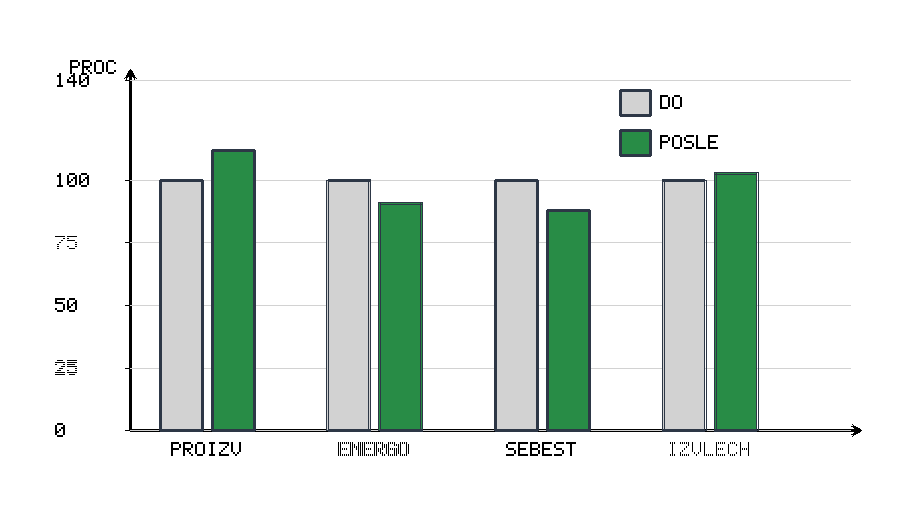 PROC
140
DO
POSLE
100
75
50
25
0
PROIZV ENERGO SEBEST IZVLECH